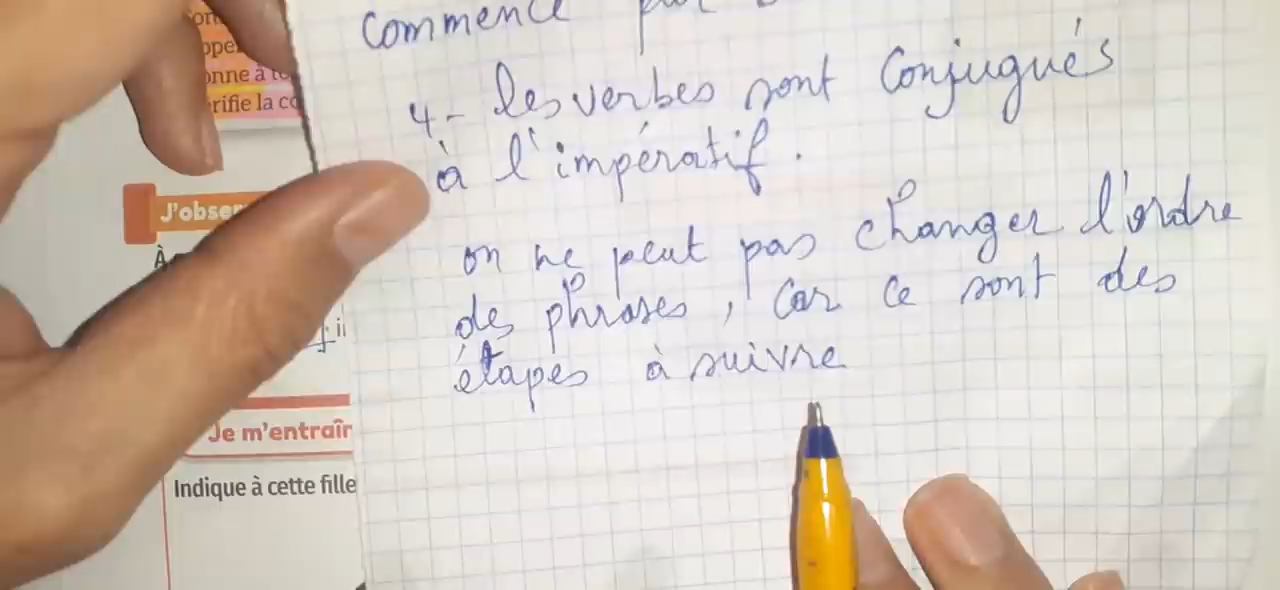 commence
4- les verbes sont conjugués
à l'impératif.
on ne peut pas changer l'ordre
des phrases, car ce sont des
étapes à suivre
onne à
rifie la co
J'obser
À
Je m'entraîn
Indique à cette fille